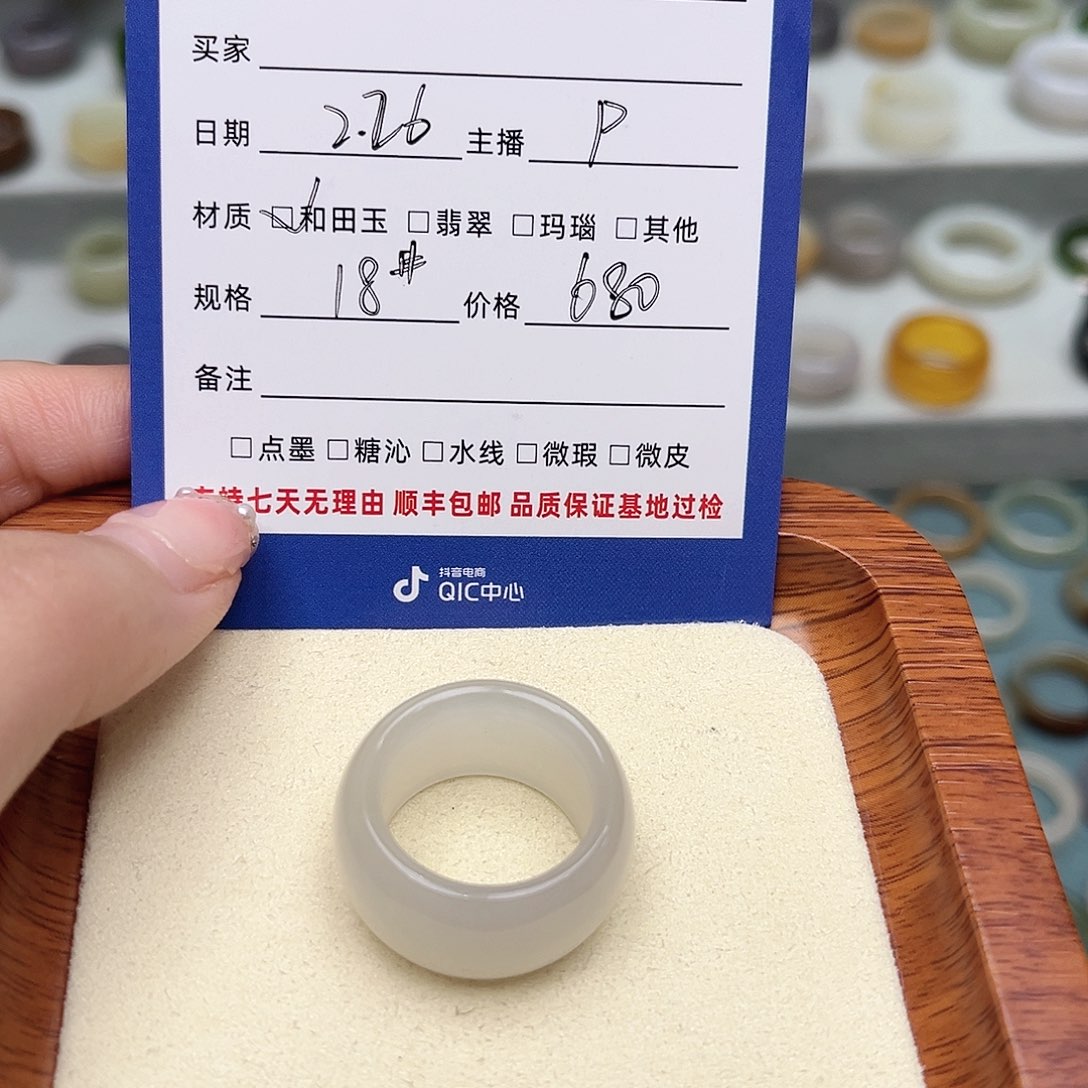 买家
日期 2.26 主播 P
材质 ☑和田玉 □翡翠 □玛瑙 □其他
规格 18# 价格 680
备注
□点墨 □糖沁 □水线 □微瑕 □微皮
七天无理由 顺丰包邮 品质保证基地过检
抖音电商
QIC中心